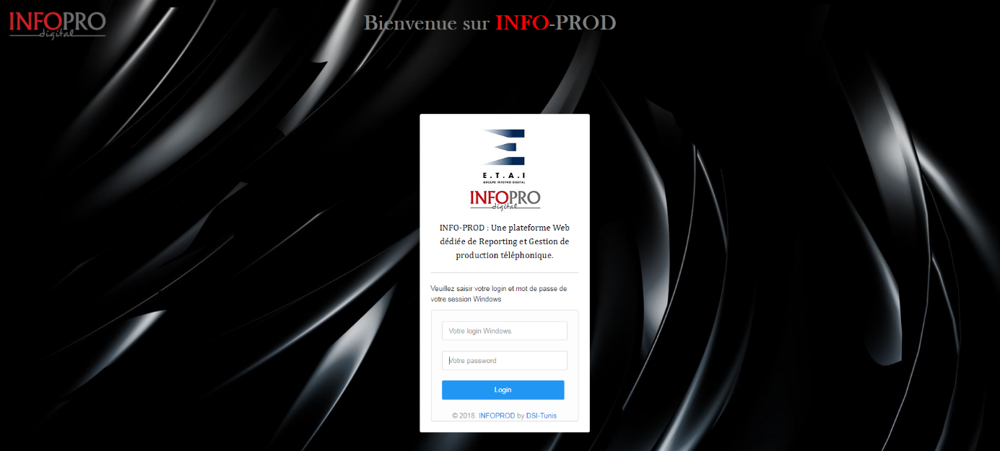 INFOPRO
digital
Bienvenue sur INFO-PROD
E.T.A.I
GROUPE INFOPRO DIGITAL
INFOPRO
digital
INFO-PROD : Une plateforme Web
dédiée de Reporting et Gestion de
production téléphonique.
Veuillez saisir votre login et mot de passe de
votre session Windows
Votre login Windows
Votre password
Login
© 2018. INFOPROD by DSI-Tunis